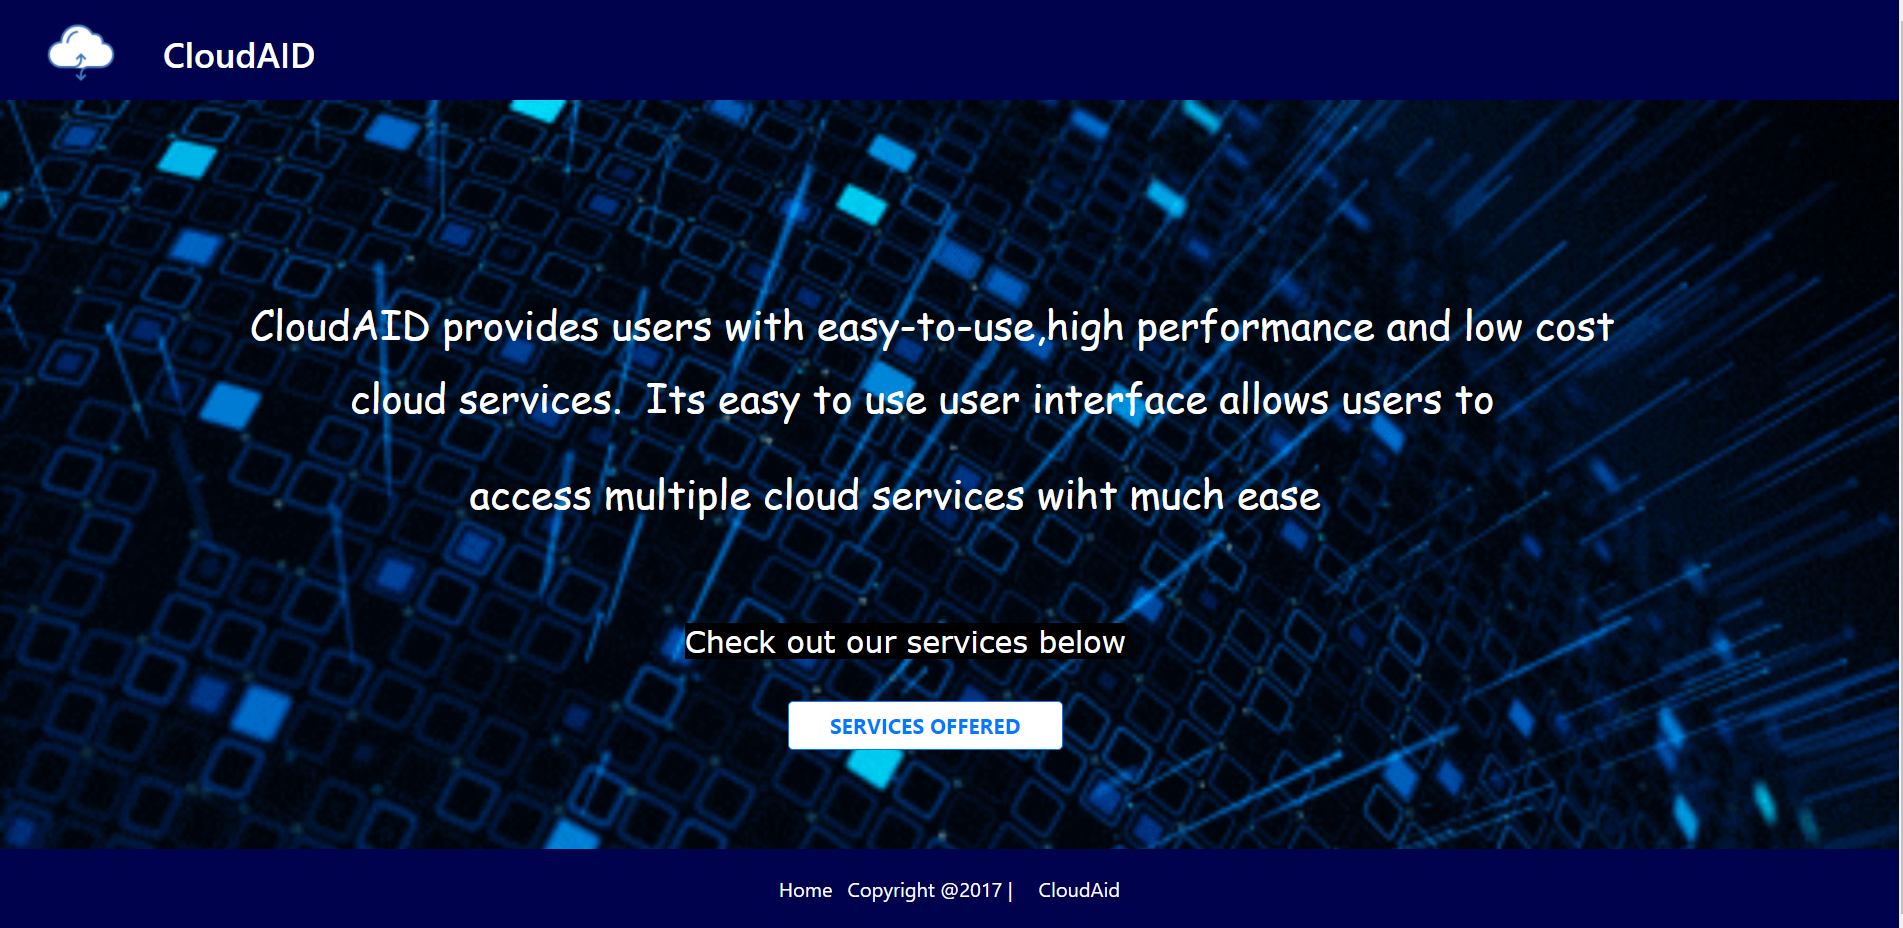 CloudAID
CloudAID provides users with easy-to-use,high performance and low cost
cloud services. Its easy to use user interface allows users to
access multiple cloud services wiht much ease
Check out our services below
SERVICES OFFERED
Home Copyright @2017 | CloudAid